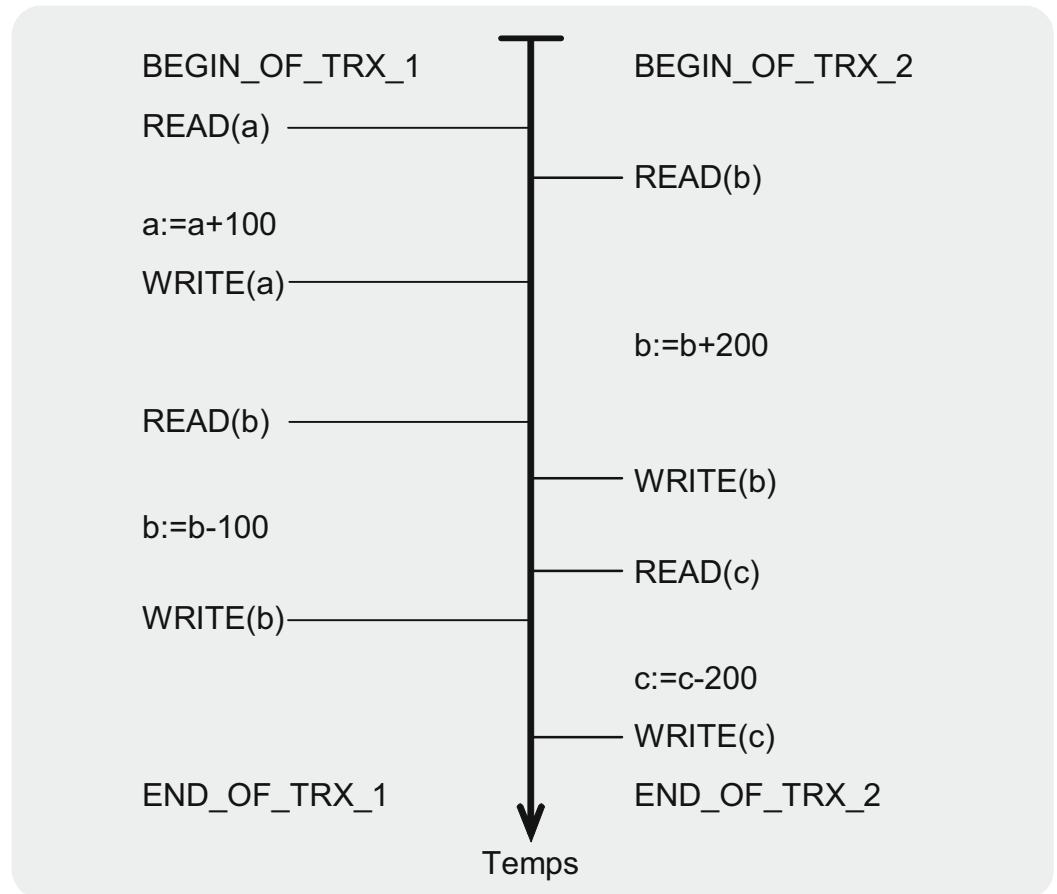 BEGIN_OF_TRX_1
BEGIN_OF_TRX_2
READ(a)
READ(b)
a:=a+100
WRITE(a)
b:=b+200
READ(b)
WRITE(b)
b:=b-100
READ(c)
WRITE(b)
c:=c-200
WRITE(c)
END_OF_TRX_1
END_OF_TRX_2
Temps